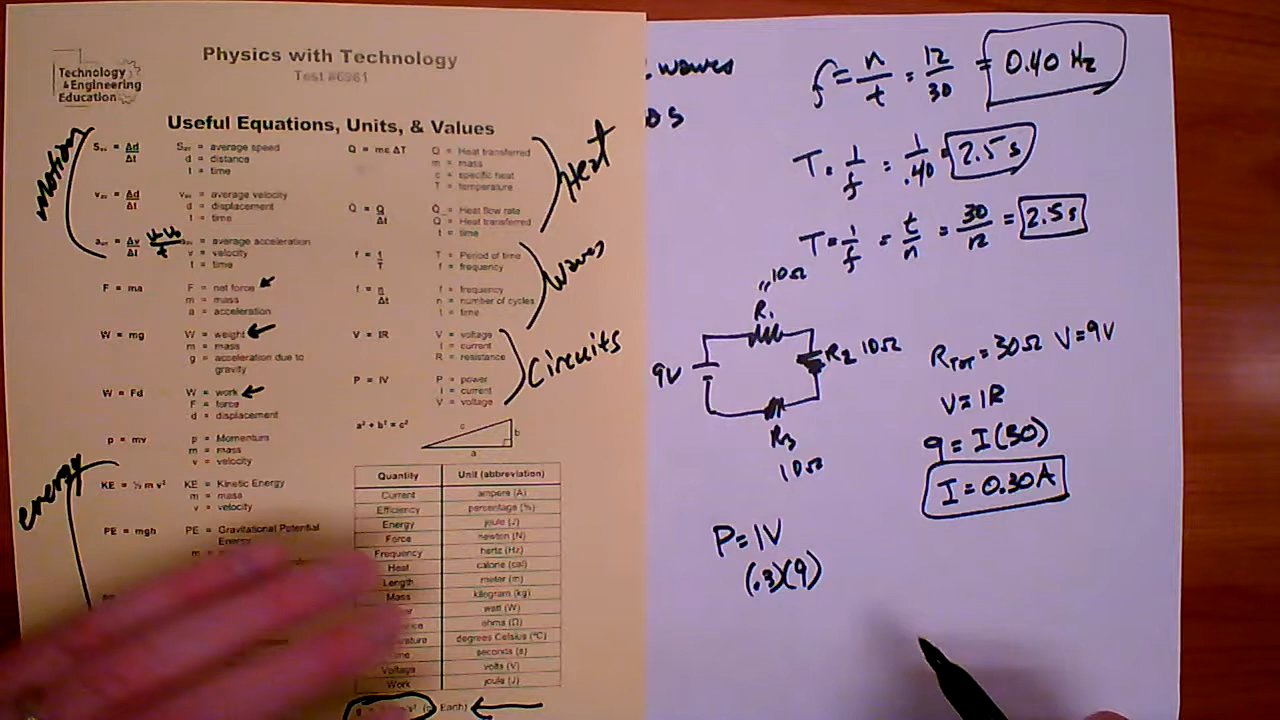 Physics with Technology
Test #6961
Technology
& Engineering
Education
Useful Equations, Units, & Values
motion
Sav = Δd
Δt
Sav = average speed
d = distance
t = time
vav = Δd
Δt
vav = average velocity
d = displacement
t = time
aav = Δv
Δt
aav = average acceleration
v = velocity
t = time
F = ma
F = net force
m = mass
a = acceleration
W = mg
W = weight
m = mass
g = acceleration due to
gravity
W = Fd
W = work
F = force
d = displacement
p = mv
p = Momentum
m = mass
v = velocity
energy
KE = ½ m v²
KE = Kinetic Energy
m = mass
v = velocity
PE = mgh
PE = Gravitational Potential
Energy
Q = mc ΔT
Q = Heat transferred
m = mass
c = specific heat
T = temperature
Q = Q
Δt
Q = Heat flow rate
Q = Heat transferred
t = time
Heat
f = 1
T
T = Period of time
f = frequency
f = n
Δt
f = frequency
n = number of cycles
t = time
Waves
V = IR
V = voltage
I = current
R = resistance
P = IV
P = power
I = current
V = voltage
Circuits
a² + b² = c²
c
b
a
Quantity Unit (abbreviation)
Current ampere (A)
Efficiency percentage (%)
Energy joule (J)
Force newton (N)
Frequency hertz (Hz)
Heat calorie (cal)
Length meter (m)
Mass kilogram (kg)
watt (W)
ohms (Ω)
degrees Celsius (°C)
seconds (s)
Voltage volts (V)
Work joule (J)
Each)
waves
f = n/t = 12/30 = 0.40 Hz
T = 1/f = 1/.40 2.5 s
T = 1/f = t/n = 30/12 = 2.5 s
10Ω
R1
9V
R2 10Ω
R3
10Ω
RTOT = 30Ω V = 9V
V = IR
9 = I(30)
I = 0.30A
P = IV
(.3)(9)